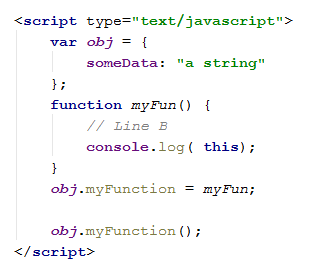 <script type="text/javascript">
    var obj = {
        someData: "a string"
    };
    function myFun() {
        // Line B
        console.log( this);
    }
    obj.myFunction = myFun;

    obj.myFunction();
</script>